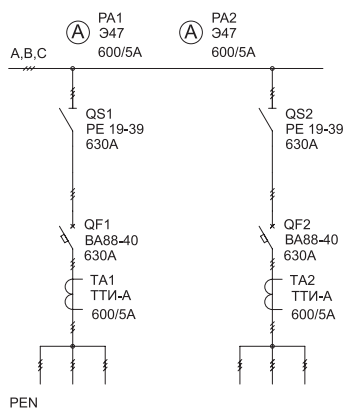 A PA1
Э47
600/5A
A PA2
Э47
600/5A
A,B,C
QS1
PE 19-39
630A
QS2
PE 19-39
630A
QF1
BA88-40
630A
QF2
BA88-40
630A
TA1
ТТИ-А
600/5A
TA2
ТТИ-А
600/5A
PEN